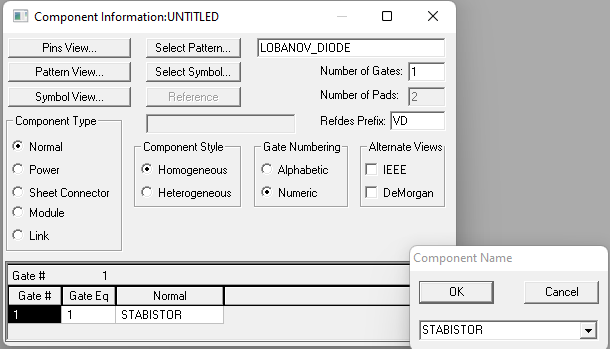 Component Information:UNTITLED
Pins View... Select Pattern... LOBANOV_DIODE
Pattern View... Select Symbol... Number of Gates: 1
Symbol View... Reference Number of Pads: 2
Refdes Prefix: VD
Component Type
Normal
Power
Sheet Connector
Module
Link
Component Style
Homogeneous
Heterogeneous
Gate Numbering
Alphabetic
Numeric
Alternate Views
IEEE
DeMorgan
Gate # 1
Gate # Gate Eq Normal
1 1 STABISTOR
Component Name
OK Cancel
STABISTOR